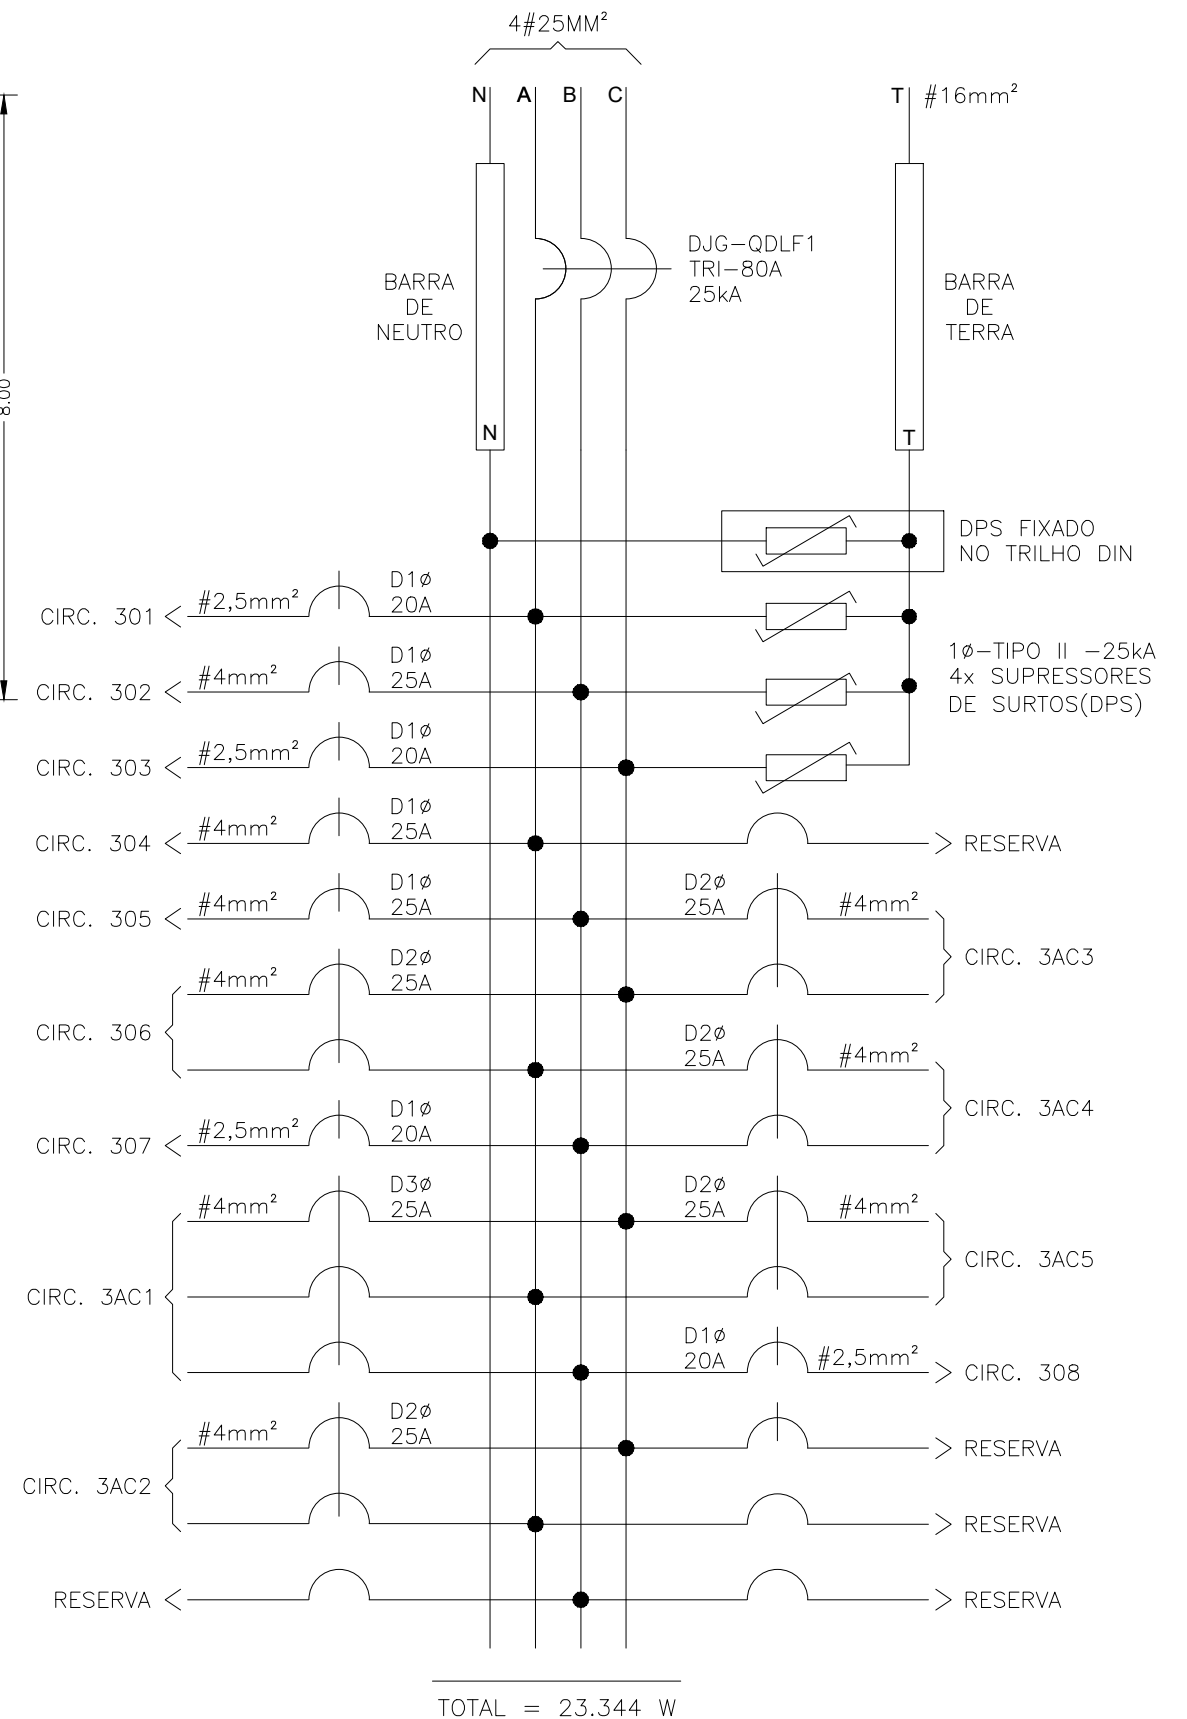 4#25MM²
N A B C
T #16mm²
DJG-QDLF1
TRI-80A
25kA
BARRA
DE
NEUTRO
BARRA
DE
TERRA
8.00
N
T
DPS FIXADO
NO TRILHO DIN
CIRC. 301 #2,5mm² D1ø
20A
1ø-TIPO II -25kA
4x SUPRESSORES
DE SURTOS(DPS)
CIRC. 302 #4mm² D1ø
25A
CIRC. 303 #2,5mm² D1ø
20A
CIRC. 304 #4mm² D1ø
25A
RESERVA
CIRC. 305 #4mm² D1ø
25A
D2ø
25A
#4mm²
CIRC. 3AC3
CIRC. 306 #4mm² D2ø
25A
D2ø
25A
#4mm²
CIRC. 3AC4
CIRC. 307 #2,5mm² D1ø
20A
CIRC. 3AC1 #4mm² D3ø
25A
D2ø
25A
#4mm²
CIRC. 3AC5
D1ø
20A
#2,5mm²
CIRC. 308
CIRC. 3AC2 #4mm² D2ø
25A
RESERVA
RESERVA
RESERVA
RESERVA
TOTAL = 23.344 W